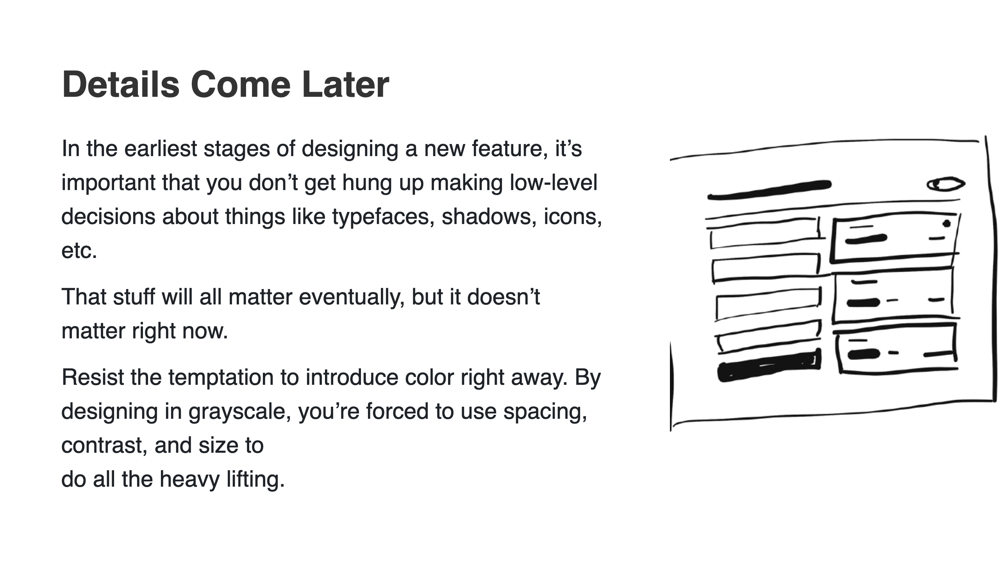 Details Come Later
In the earliest stages of designing a new feature, it’s
important that you don’t get hung up making low-level
decisions about things like typefaces, shadows, icons,
etc.
That stuff will all matter eventually, but it doesn’t
matter right now.
Resist the temptation to introduce color right away. By
designing in grayscale, you’re forced to use spacing,
contrast, and size to
do all the heavy lifting.